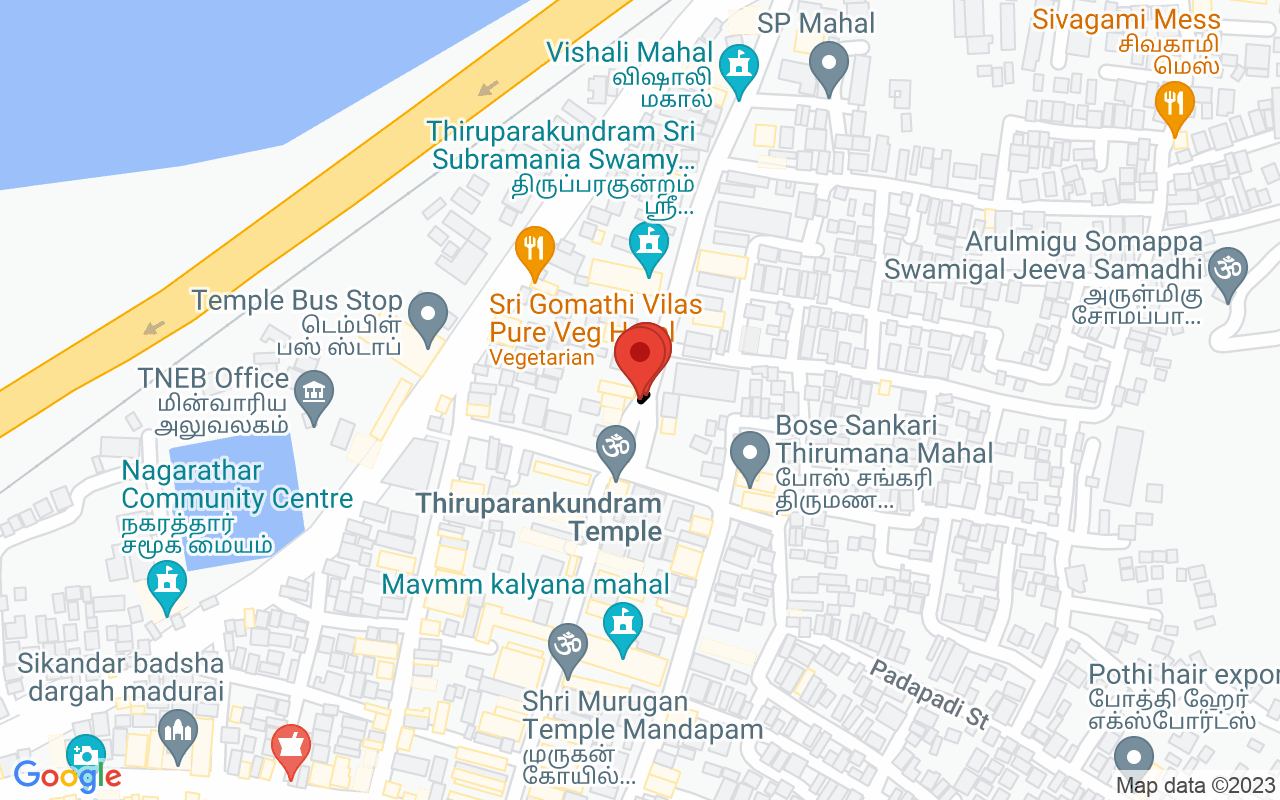 SP Mahal
Sivagami Mess
சிவகாமி
மெஸ்
Vishali Mahal
விஷாலி
மகால்
Thiruparakundram Sri
Subramania Swamy...
திருப்பரகுன்றம்
ஸ்ரீ...
Arulmigu Somappa
Swamigal Jeeva Samadhi
அருள்மிகு
சோமப்பா...
Temple Bus Stop
டெம்பிள்
பஸ் ஸ்டாப்
Sri Gomathi Vilas
Pure Veg
Vegetarian
TNEB Office
மின்வாரிய
அலுவலகம்
Bose Sankari
Thirumana Mahal
போஸ் சங்கரி
திருமண...
Nagarathar
Community Centre
நகரத்தார்
சமூக மையம்
Thiruparankundram
Temple
Mavmm kalyana mahal
Sikandar badsha
dargah madurai
Shri Murugan
Temple Mandapam
முருகன்
கோயில்...
Padapadi St
Pothi hair expor
போத்தி ஹேர்
எக்ஸ்போர்ட்ஸ்
Google
Map data ©2023